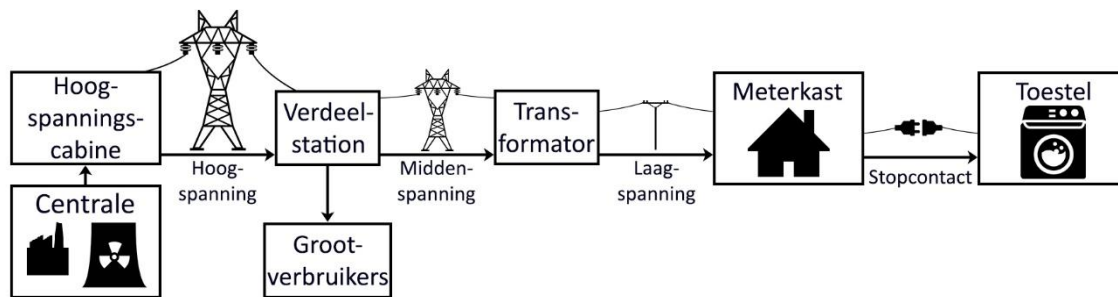 Hoog-
spannings-
cabine
Centrale
Hoog-
spanning
Verdeel-
station
Groot-
verbruikers
Midden-
spanning
Trans-
formator
Laag-
spanning
Meterkast
Stopcontact
Toestel